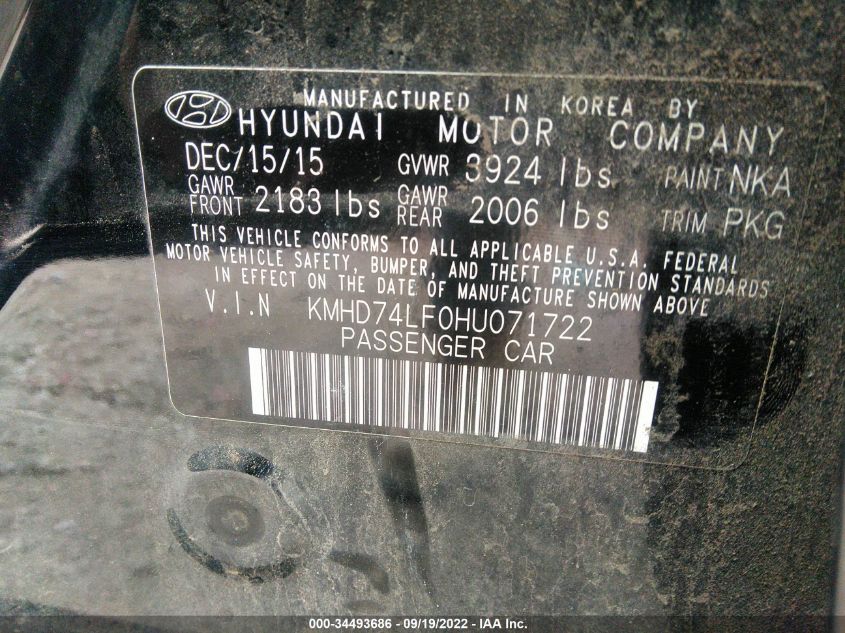 MANUFACTURED IN KOREA BY
HYUNDAI MOTOR COMPANY
DEC/15/15 GVWR 3924 lbs PAINT NKA
GAWR FRONT 2183 lbs GAWR REAR 2006 lbs TRIM PKG
THIS VEHICLE CONFORMS TO ALL APPLICABLE U.S.A. FEDERAL
MOTOR VEHICLE SAFETY, BUMPER, AND THEFT PREVENTION STANDARDS
IN EFFECT ON THE DATE OF MANUFACTURE SHOWN ABOVE
V.I.N KMHD74LF0HU071722
PASSENGER CAR
000-34493686 - 09/19/2022 - IAA Inc.